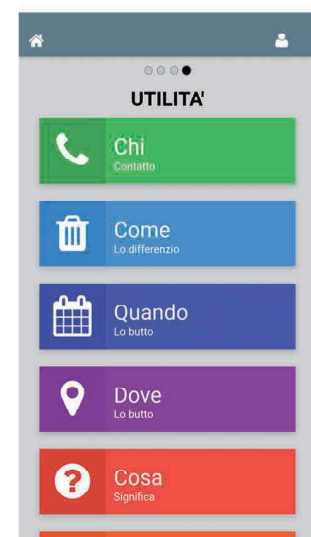 UTILITA'
Chi
Contatto
Come
Lo differenzio
Quando
Lo butto
Dove
Lo butto
Cosa
Significa